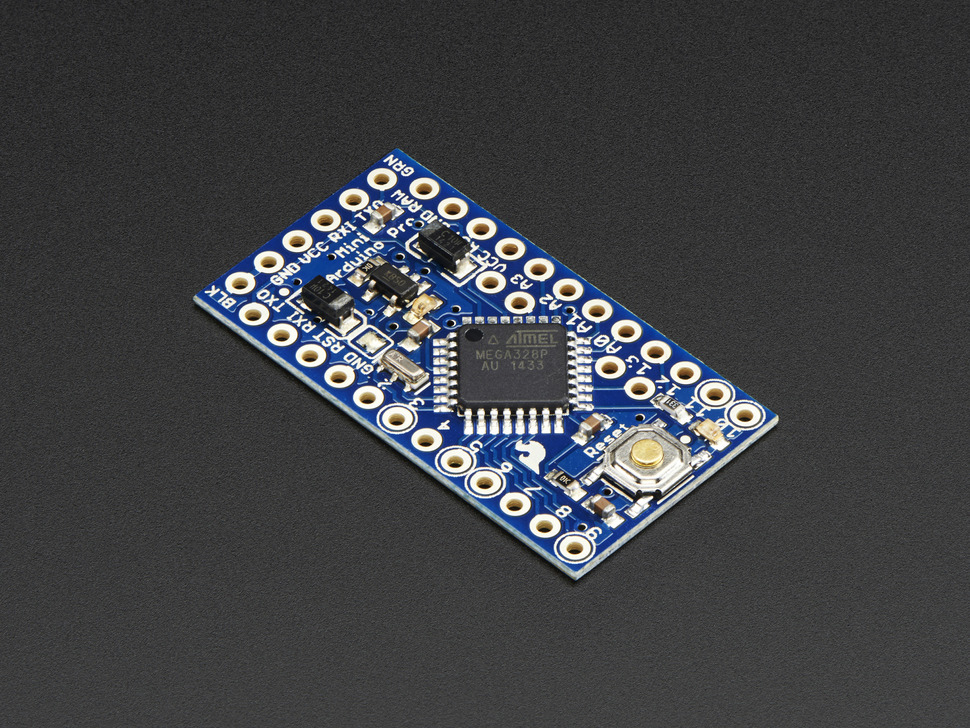 GRN
TXO
RXI
VCC
GND
BLK
RAW
VCC
A3
A2
A1
A0
13
12
11
10
Arduino
Pro
Mini
TXO
RXI
RST
GND
2
3
4
5
6
7
8
9
ATMEL
MEGA328P
AU 1433
Reset